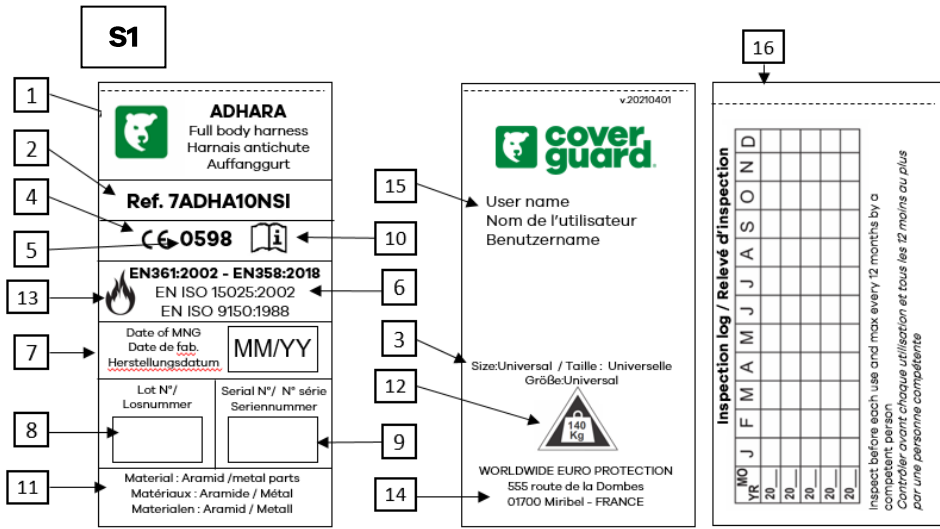 S1
1
ADHARA
Full body harness
Harnais antichute
Auffanggurt
2
Ref. 7ADHA10NSI
4
5
CE 0598
i
10
13
EN361:2002 - EN358:2018
EN ISO 15025:2002
EN ISO 9150:1988
6
7
Date of MNG
Date de fab.
Herstellungsdatum
MM/YY
8
Lot N°/
Losnummer
Serial N°/ N° série
Seriennummer
9
11
Material : Aramid /metal parts
Matériaux : Aramide / Métal
Materialen : Aramid / Metall
v.20210401
cover
guard
15
User name
Nom de l'utilisateur
Benutzername
3
Size:Universal / Taille : Universelle
Größe:Universal
12
140
Kg
WORLDWIDE EURO PROTECTION
555 route de la Dombes
01700 Miribel - FRANCE
14
16
Inspection log / Relevé d'inspection
MO J F M A M J J A S O N D
YR
20__
20__
20__
20__
20__
Inspect before each use and max every 12 months by a
competent person
Contrôler avant chaque utilisation et tous les 12 moins au plus
par une personne compétente